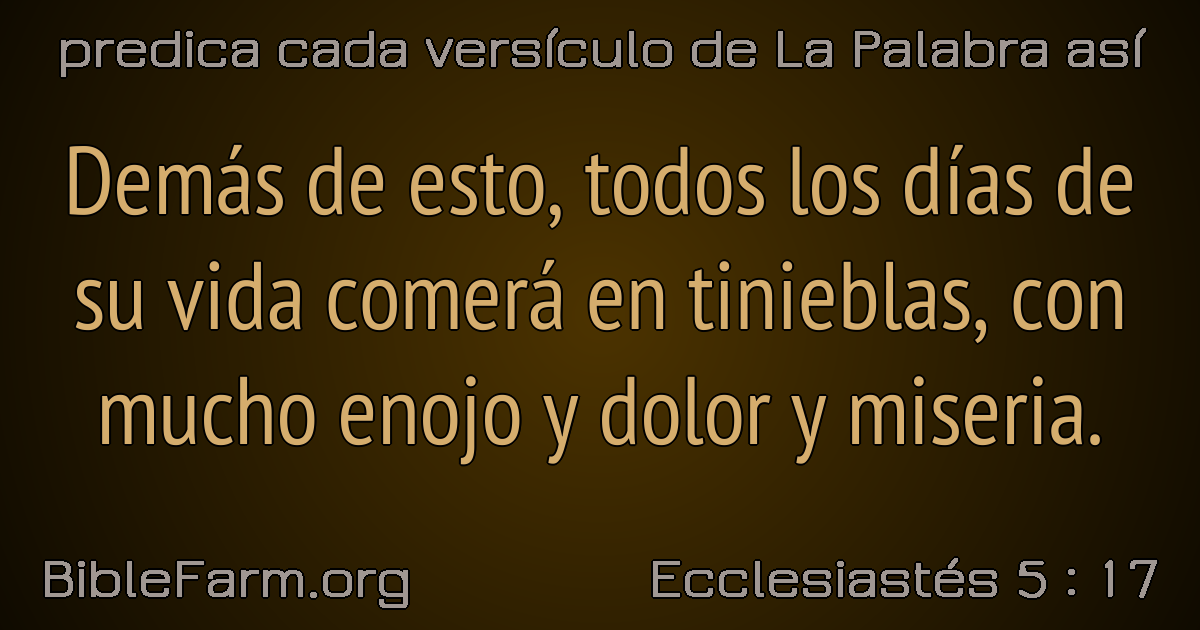 predica cada versículo de La Palabra así
Demás de esto, todos los días de
su vida comerá en tinieblas, con
mucho enojo y dolor y miseria.
BibleFarm.org
Ecclesiastés 5 : 17